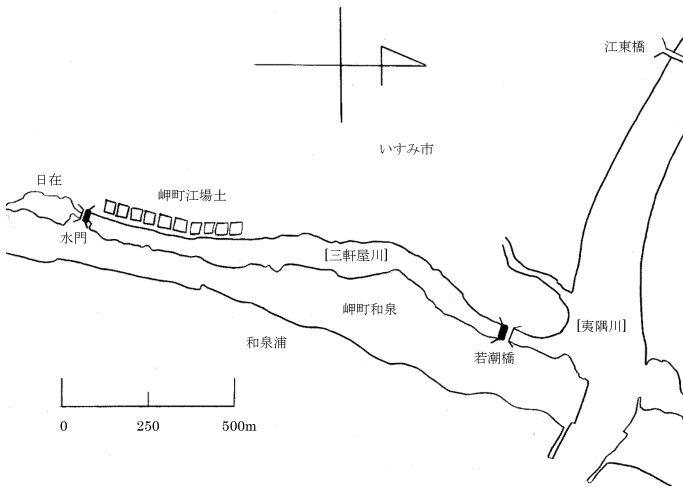 江東橋
いすみ市
日在
岬町江場土
水門
[三軒屋川]
岬町和泉
[夷隅川]
和泉浦
若潮橋
0 250 500m